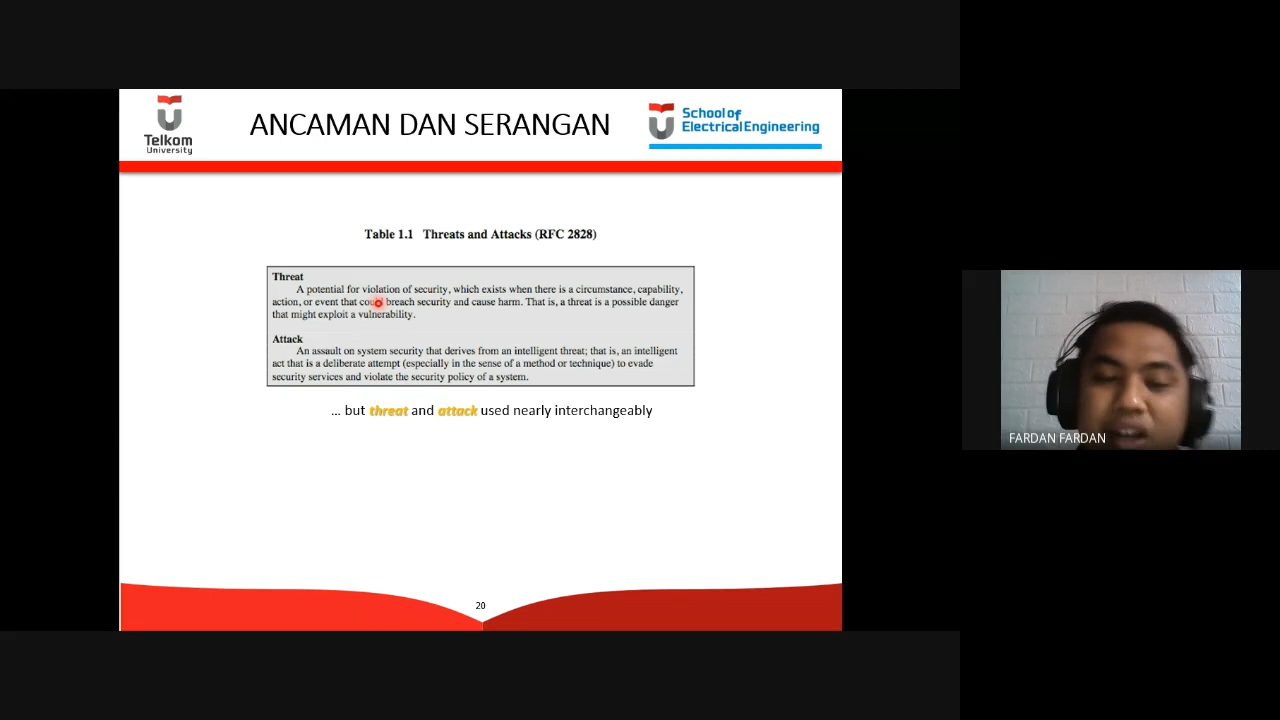 Telkom
University
ANCAMAN DAN SERANGAN
School of
Electrical Engineering
Table 1.1 Threats and Attacks (RFC 2828)
Threat
A potential for violation of security, which exists when there is a circumstance, capability,
action, or event that could breach security and cause harm. That is, a threat is a possible danger
that might exploit a vulnerability.
Attack
An assault on system security that derives from an intelligent threat; that is, an intelligent
act that is a deliberate attempt (especially in the sense of a method or technique) to evade
security services and violate the security policy of a system.
... but threat and attack used nearly interchangeably
20
FARDAN FARDAN